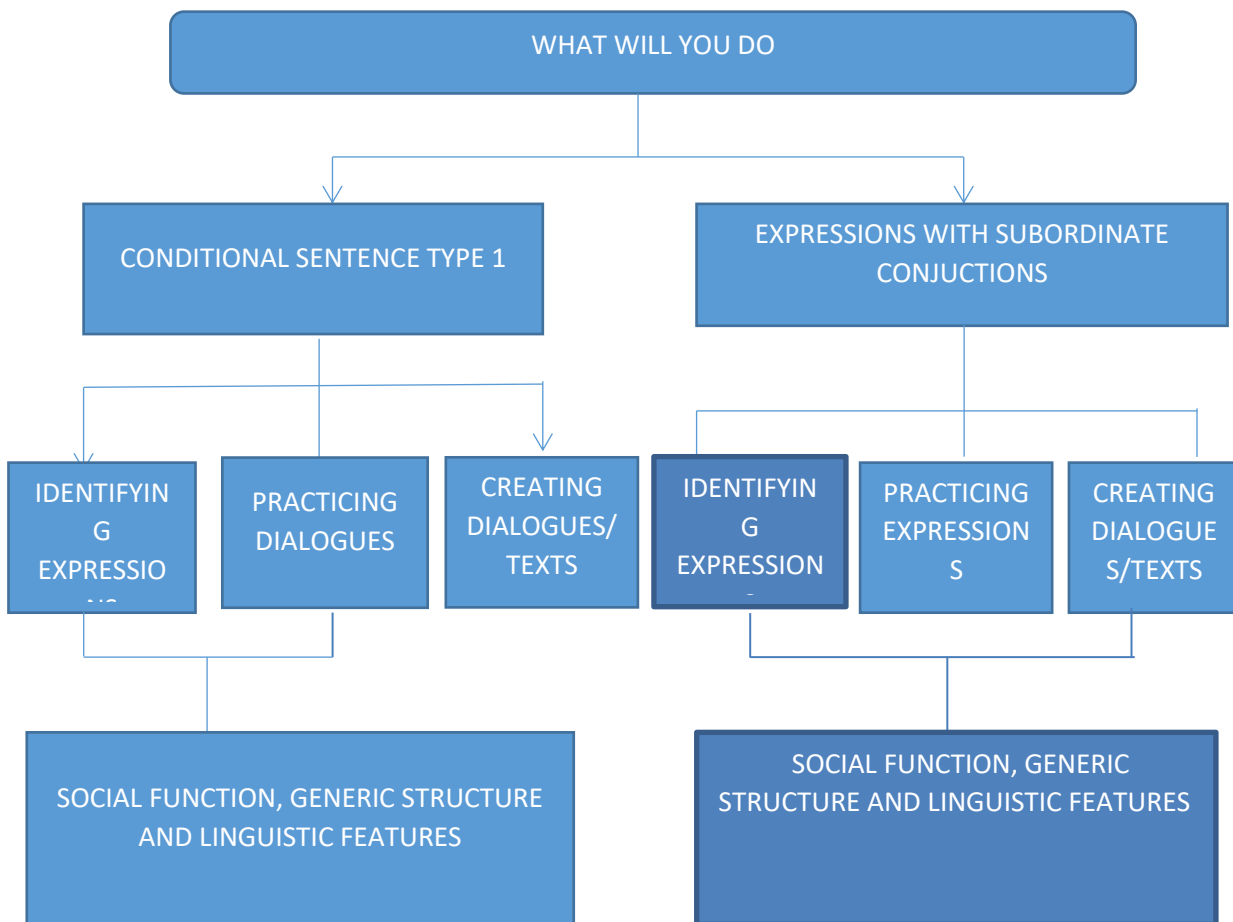 WHAT WILL YOU DO
CONDITIONAL SENTENCE TYPE 1
EXPRESSIONS WITH SUBORDINATE
CONJUCTIONS
IDENTIFYIN
G
EXPRESSIO
PRACTICING
DIALOGUES
CREATING
DIALOGUES/
TEXTS
IDENTIFYIN
G
EXPRESSION
PRACTICING
EXPRESSION
S
CREATING
DIALOGUE
S/TEXTS
SOCIAL FUNCTION, GENERIC STRUCTURE
AND LINGUISTIC FEATURES
SOCIAL FUNCTION, GENERIC
STRUCTURE AND LINGUISTIC FEATURES